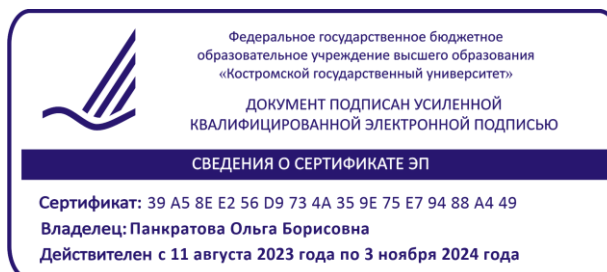 Федеральное государственное бюджетное
образовательное учреждение высшего образования
«Костромской государственный университет»
ДОКУМЕНТ ПОДПИСАН УСИЛЕННОЙ
КВАЛИФИЦИРОВАННОЙ ЭЛЕКТРОННОЙ ПОДПИСЬЮ
СВЕДЕНИЯ О СЕРТИФИКАТЕ ЭП
Сертификат: 39 A5 8E E2 56 D9 73 4A 35 9E 75 E7 94 88 A4 49
Владелец: Панкратова Ольга Борисовна
Действителен с 11 августа 2023 года по 3 ноября 2024 года